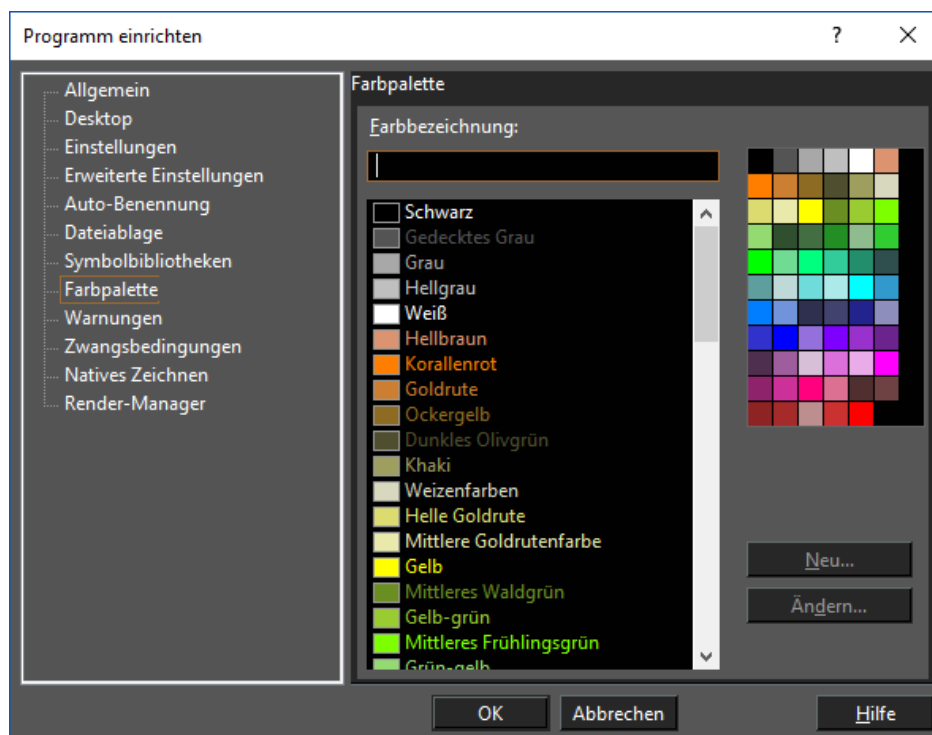 Programm einrichten
Allgemein
Desktop
Einstellungen
Erweiterte Einstellungen
Auto-Benennung
Dateiablage
Symbolbibliotheken
Farbpalette
Warnungen
Zwangsbedingungen
Natives Zeichnen
Render-Manager
Farbpalette
Farbbezeichnung:
Schwarz
Gedecktes Grau
Grau
Hellgrau
Weiß
Hellbraun
Korallenrot
Goldrute
Ockergelb
Dunkles Olivgrün
Khaki
Weizenfarben
Helle Goldrute
Mittlere Goldrutenfarbe
Gelb
Mittleres Waldgrün
Gelb-grün
Mittleres Frühlingsgrün
Grün-gelb
Neu...
Ändern...
OK
Abbrechen
Hilfe